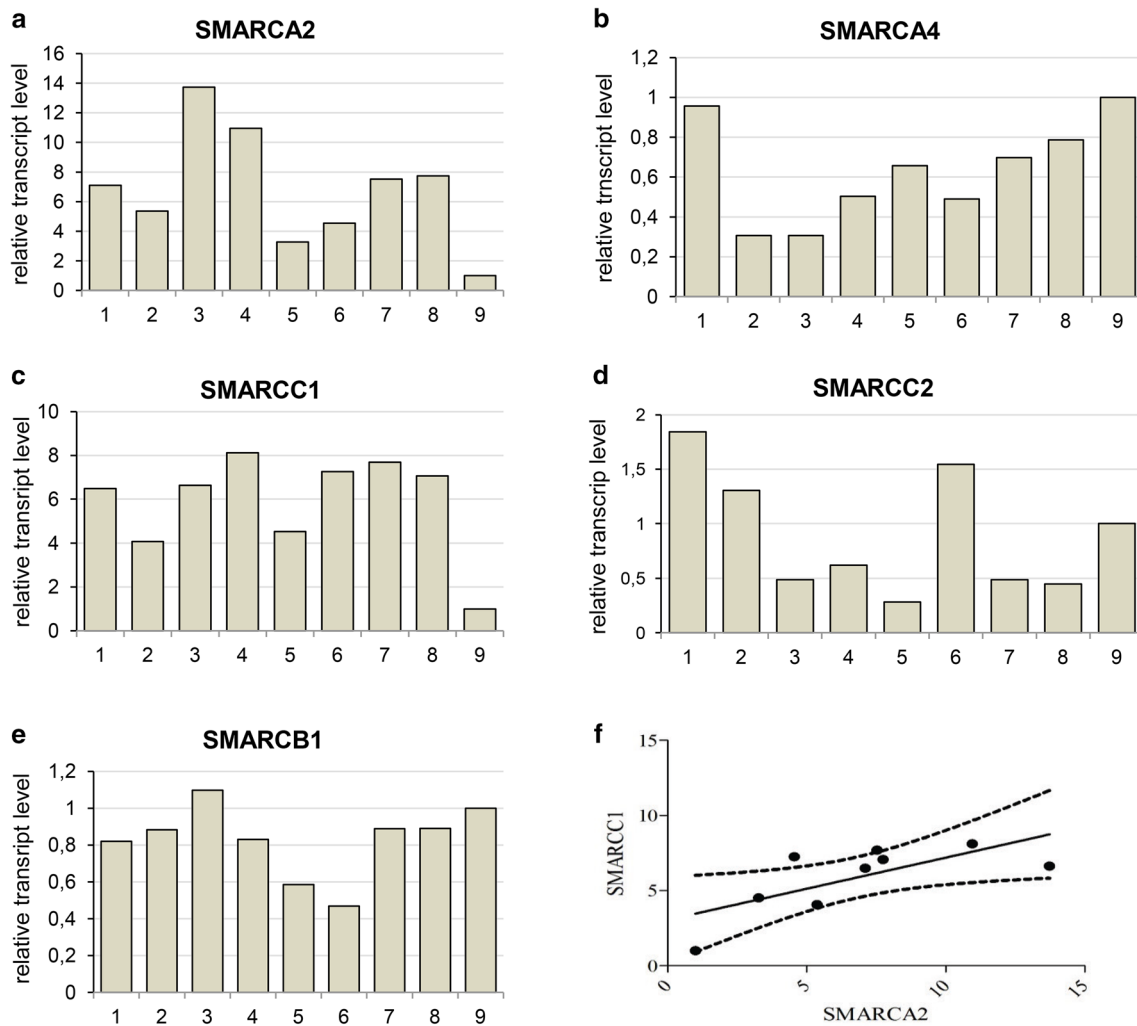 a
SMARCA2
relative transcript level
16
14
12
10
8
6
4
2
0
1 2 3 4 5 6 7 8 9
b
SMARCA4
relative trnscript level
1,2
1
0,8
0,6
0,4
0,2
0
1 2 3 4 5 6 7 8 9
c
SMARCC1
relative transript level
10
8
6
4
2
0
1 2 3 4 5 6 7 8 9
d
SMARCC2
relative transcrip level
2
1,5
1
0,5
0
1 2 3 4 5 6 7 8 9
e
SMARCB1
relative transcript level
1,2
1
0,8
0,6
0,4
0,2
0
1 2 3 4 5 6 7 8 9
f
SMARCC1
15
10
5
0
0 5 10 15
SMARCA2